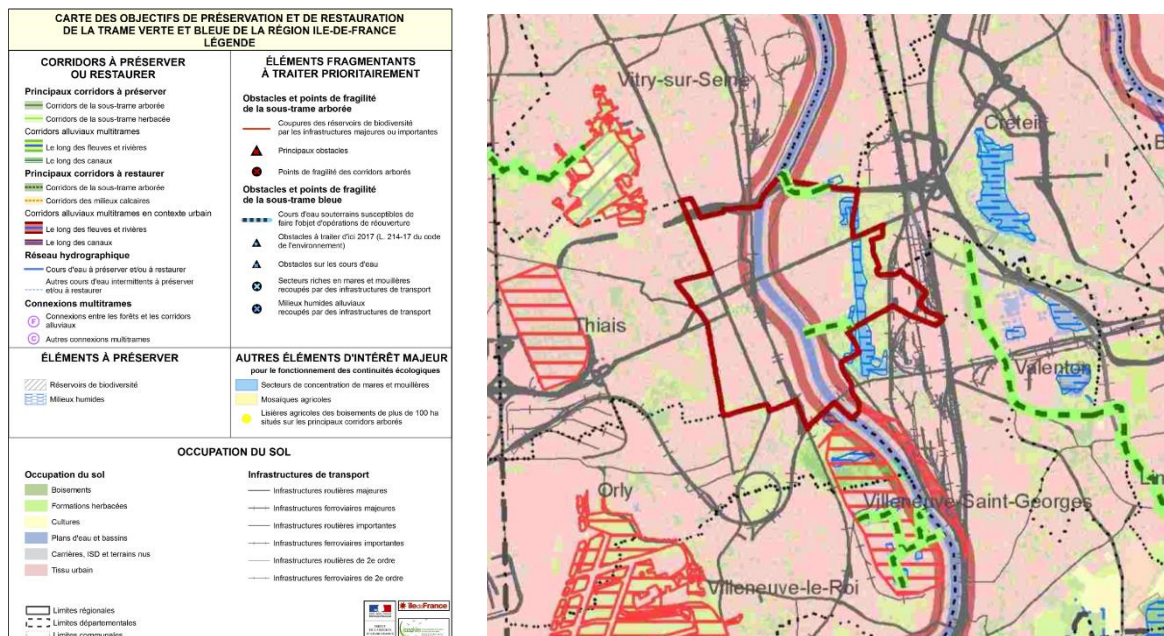 CARTE DES OBJECTIFS DE PRÉSERVATION ET DE RESTAURATION
DE LA TRAME VERTE ET BLEUE DE LA RÉGION ILE-DE-FRANCE
LÉGENDE
CORRIDORS À PRÉSERVER
OU RESTAURER
Principaux corridors à préserver
Corridors de la sous-trame arborée
Corridors de la sous-trame herbacée
Corridors alluviaux multitrames
Le long des fleuves et rivières
Le long des canaux
Principaux corridors à restaurer
Corridors de la sous-trame arborée
Corridors des milieux calcaires
Corridors alluviaux multitrames en contexte urbain
Le long des fleuves et rivières
Le long des canaux
Réseau hydrographique
Cours d'eau à préserver et/ou à restaurer
Autres cours d'eau intermittents à préserver
et/ou à restaurer
Connexions multitrames
F
Connexions entre les forêts et les corridors
alluviaux
C
Autres connexions multitrames
ÉLÉMENTS FRAGMENTANTS
À TRAITER PRIORITAIREMENT
Obstacles et points de fragilité
de la sous-trame arborée
Coupures des réservoirs de biodiversité
par les infrastructures majeures ou importantes
Principaux obstacles
Points de fragilité des corridors arborés
Obstacles et points de fragilité
de la sous-trame bleue
Cours d'eau souterrains susceptibles de
faire l'objet d'opérations de réouverture
Obstacles à traiter d'ici 2017 (L. 214-17 du code
de l'environnement)
Obstacles sur les cours d'eau
Secteurs riches en mares et mouillères
recoupés par des infrastructures de transport
Milieux humides alluviaux
recoupés par des infrastructures de transport
ÉLÉMENTS À PRÉSERVER
Réservoirs de biodiversité
Milieux humides
AUTRES ÉLÉMENTS D'INTÉRÊT MAJEUR
pour le fonctionnement des continuités écologiques
Secteurs de concentration de mares et mouillères
Mosaïques agricoles
Lisières agricoles des boisements de plus de 100 ha
situés sur les principaux corridors arborés
OCCUPATION DU SOL
Occupation du sol
Boisements
Formations herbacées
Cultures
Plans d'eau et bassins
Carrières, ISD et terrains nus
Tissu urbain
Infrastructures de transport
Infrastructures routières majeures
Infrastructures ferroviaires majeures
Infrastructures routières importantes
Infrastructures ferroviaires importantes
Infrastructures routières de 2e ordre
Infrastructures ferroviaires de 2e ordre
Limites régionales
Limites départementales
Limites communales
îledeFrance
Vitry-sur-Seine
Créteil
Thiais
Valenton
Orly
Villeneuve-Saint-Georges
Villeneuve-le-Roi